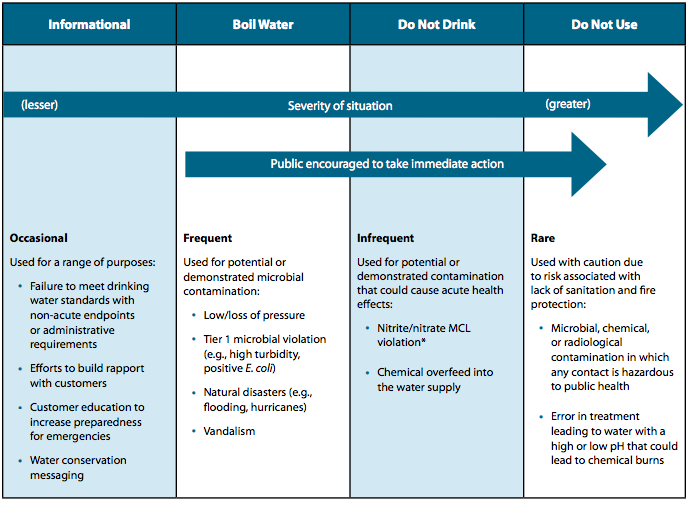 Informational
Boil Water
Do Not Drink
Do Not Use
(lesser)
Severity of situation
(greater)
Public encouraged to take immediate action
Occasional
Used for a range of purposes:
• Failure to meet drinking
water standards with
non-acute endpoints
or administrative
requirements
• Efforts to build rapport
with customers
• Customer education to
increase preparedness
for emergencies
• Water conservation
messaging
Frequent
Used for potential or
demonstrated microbial
contamination:
• Low/loss of pressure
• Tier 1 microbial violation
(e.g., high turbidity,
positive E. coli)
• Natural disasters (e.g.,
flooding, hurricanes)
• Vandalism
Infrequent
Used for potential or
demonstrated contamination
that could cause acute health
effects:
• Nitrite/nitrate MCL
violation*
• Chemical overfeed into
the water supply
Rare
Used with caution due
to risk associated with
lack of sanitation and fire
protection:
• Microbial, chemical,
or radiological
contamination in which
any contact is hazardous
to public health
• Error in treatment
leading to water with a
high or low pH that could
lead to chemical burns